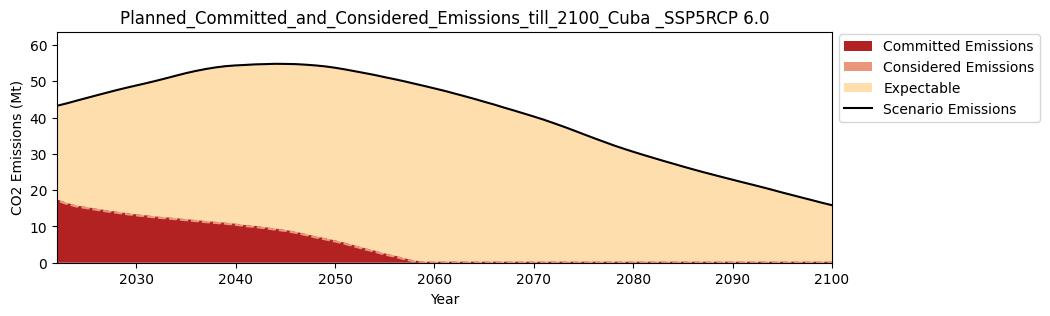 Planned_Committed_and_Considered_Emissions_till_2100_Cuba _SSP5RCP 6.0
CO2 Emissions (Mt)
60
50
40
30
20
10
0
2030 2040 2050 2060 2070 2080 2090 2100
Year
Committed Emissions
Considered Emissions
Expectable
Scenario Emissions